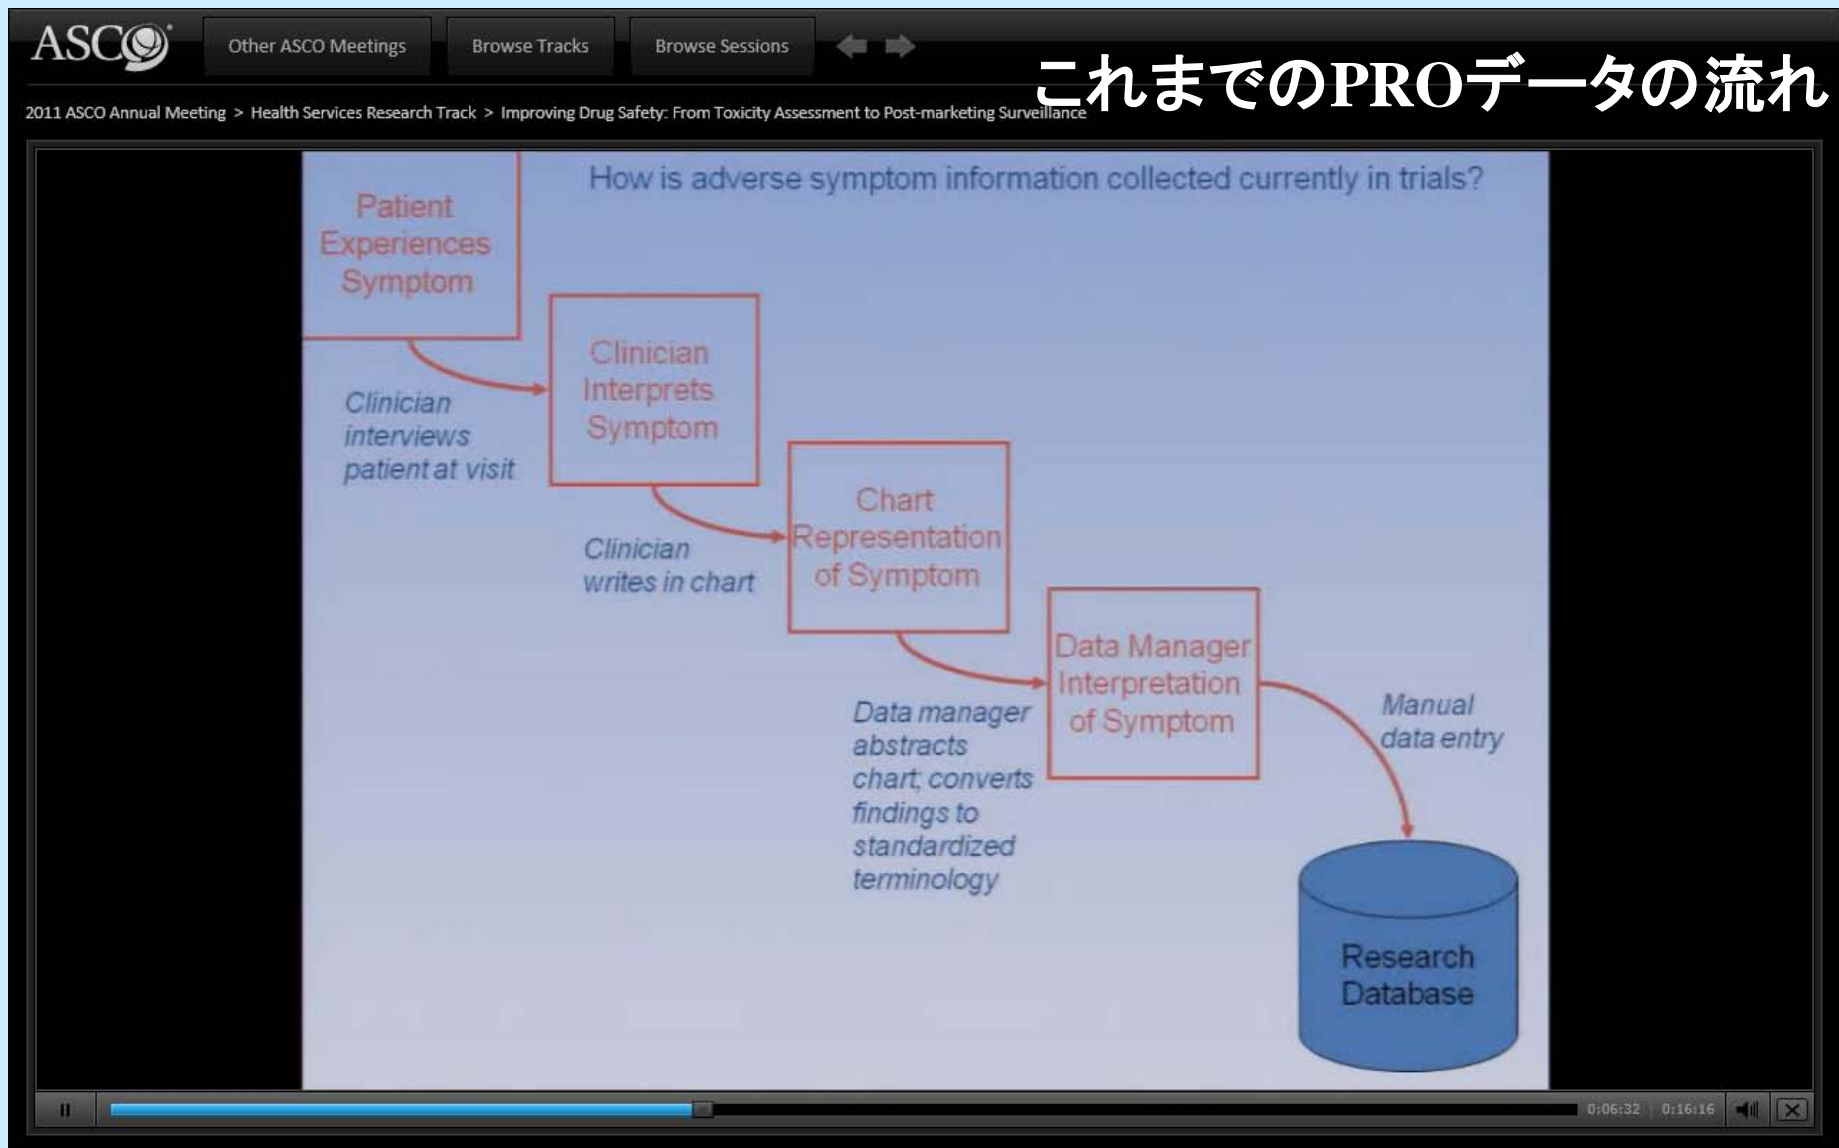 ASCO
Other ASCO Meetings
Browse Tracks
Browse Sessions
これまでのPROデータの流れ
2011 ASCO Annual Meeting > Health Services Research Track > Improving Drug Safety: From Toxicity Assessment to Post-marketing Surveillance
How is adverse symptom information collected currently in trials?
Patient
Experiences
Symptom
Clinician
interviews
patient at visit
Clinician
Interprets
Symptom
Clinician
writes in chart
Chart
Representation
of Symptom
Data manager
abstracts
chart; converts
findings to
standardized
terminology
Data Manager
Interpretation
of Symptom
Manual
data entry
Research
Database
0:06:32
0:16:16